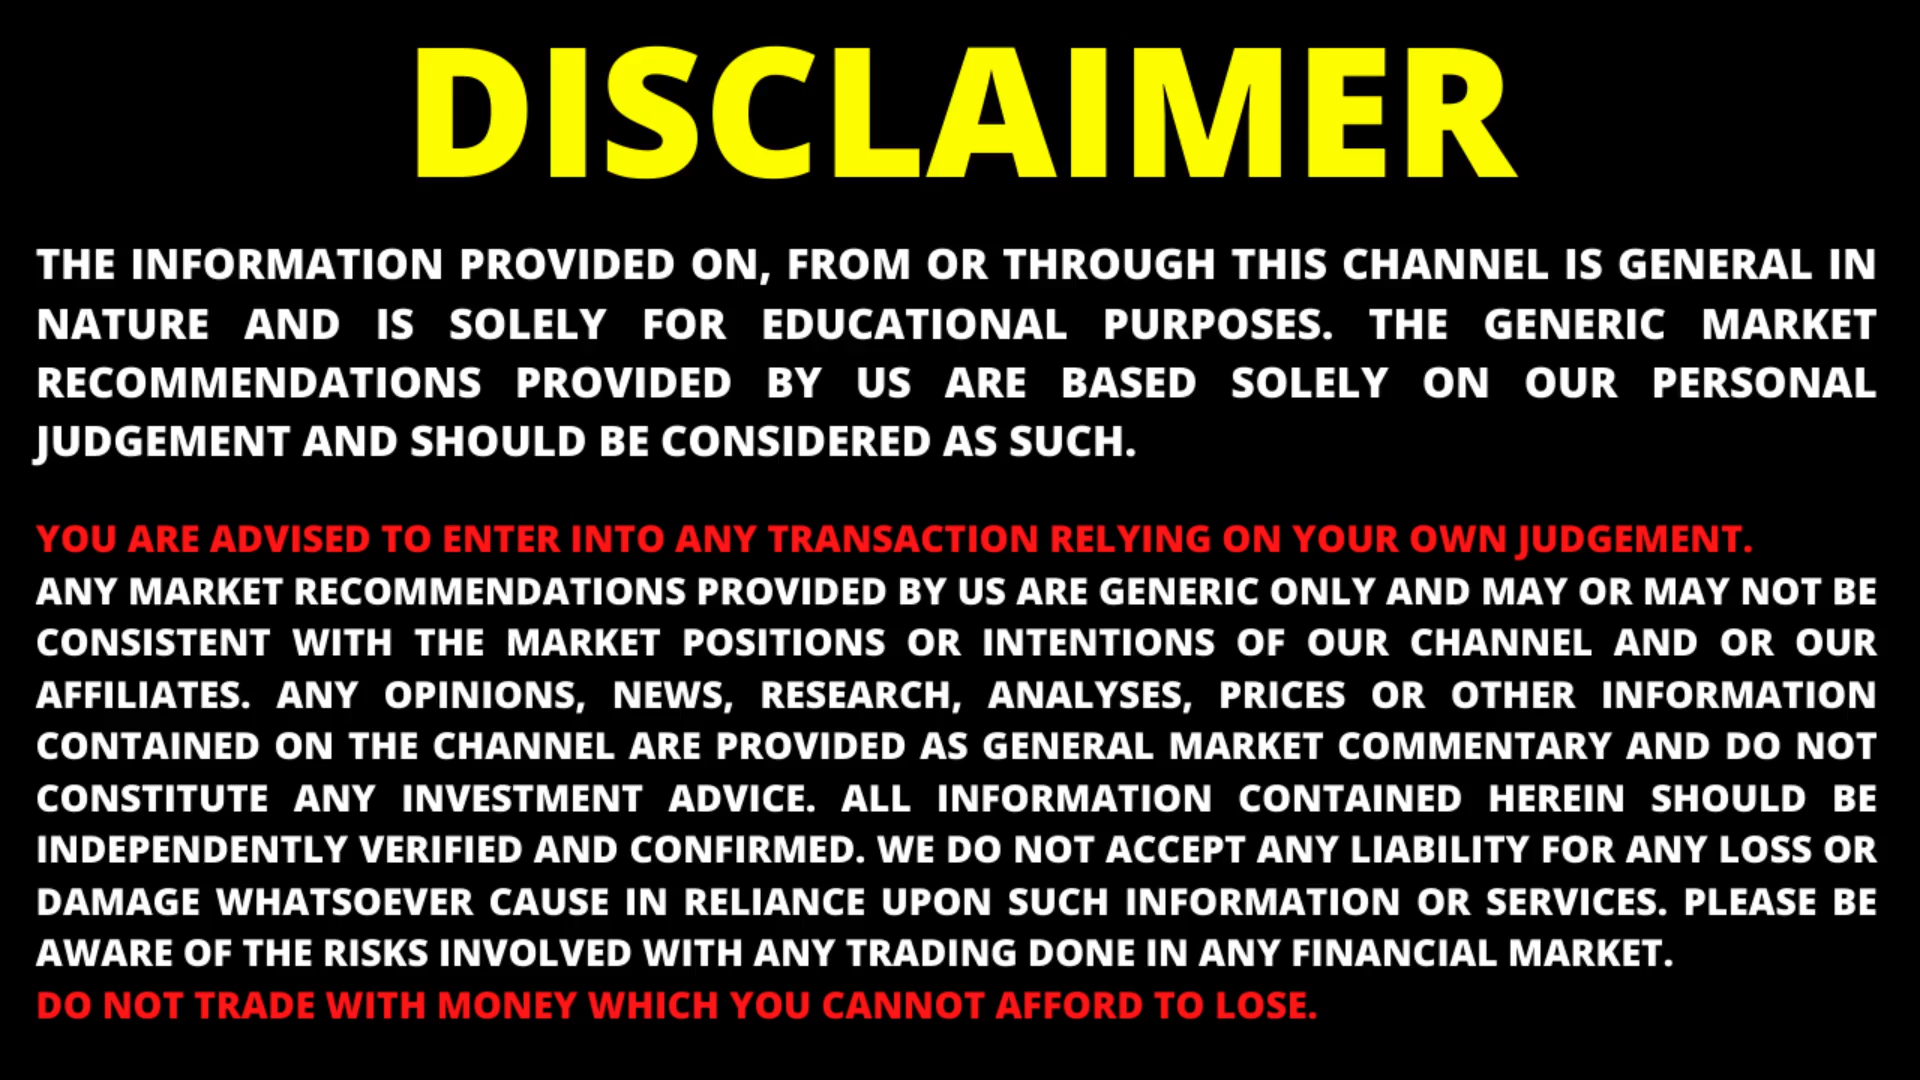 DISCLAIMER
THE INFORMATION PROVIDED ON, FROM OR THROUGH THIS CHANNEL IS GENERAL IN
NATURE AND IS SOLELY FOR EDUCATIONAL PURPOSES. THE GENERIC MARKET
RECOMMENDATIONS PROVIDED BY US ARE BASED SOLELY ON OUR PERSONAL
JUDGEMENT AND SHOULD BE CONSIDERED AS SUCH.
YOU ARE ADVISED TO ENTER INTO ANY TRANSACTION RELYING ON YOUR OWN JUDGEMENT.
ANY MARKET RECOMMENDATIONS PROVIDED BY US ARE GENERIC ONLY AND MAY OR MAY NOT BE
CONSISTENT WITH THE MARKET POSITIONS OR INTENTIONS OF OUR CHANNEL AND OR OUR
AFFILIATES. ANY OPINIONS, NEWS, RESEARCH, ANALYSES, PRICES OR OTHER INFORMATION
CONTAINED ON THE CHANNEL ARE PROVIDED AS GENERAL MARKET COMMENTARY AND DO NOT
CONSTITUTE ANY INVESTMENT ADVICE. ALL INFORMATION CONTAINED HEREIN SHOULD BE
INDEPENDENTLY VERIFIED AND CONFIRMED. WE DO NOT ACCEPT ANY LIABILITY FOR ANY LOSS OR
DAMAGE WHATSOEVER CAUSE IN RELIANCE UPON SUCH INFORMATION OR SERVICES. PLEASE BE
AWARE OF THE RISKS INVOLVED WITH ANY TRADING DONE IN ANY FINANCIAL MARKET.
DO NOT TRADE WITH MONEY WHICH YOU CANNOT AFFORD TO LOSE.